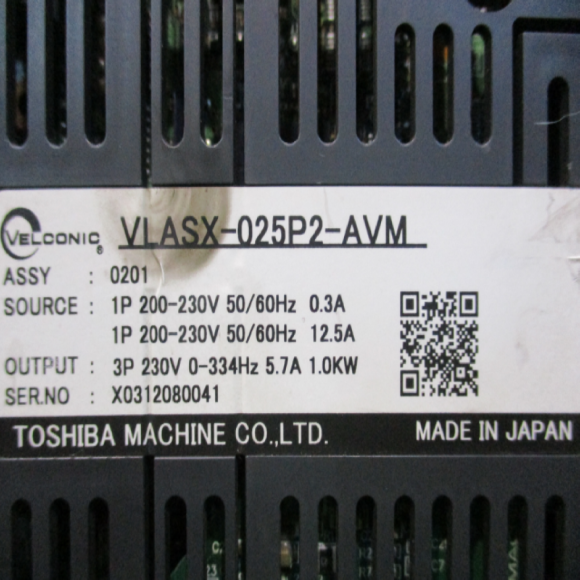 VELCONIC ® VLASX-025P2-AVM
ASSY : 0201
SOURCE : 1P 200-230V 50/60Hz 0.3A
1P 200-230V 50/60Hz 12.5A
OUTPUT : 3P 230V 0-334Hz 5.7A 1.0KW
SER.NO : X0312080041
TOSHIBA MACHINE CO.,LTD. MADE IN JAPAN